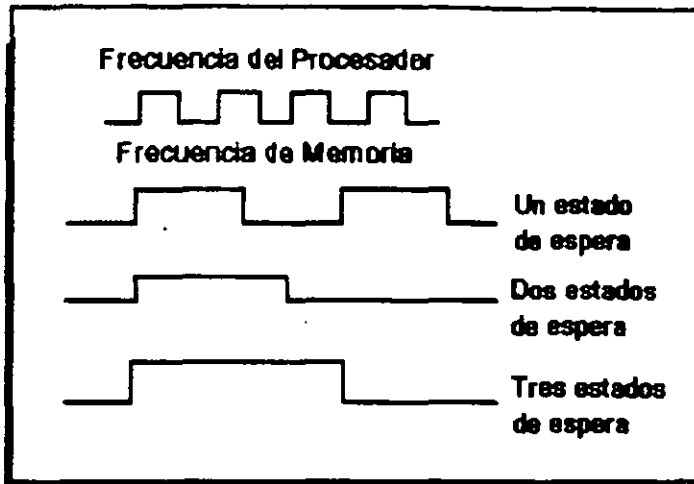 Frecuencia del Procesador
Frecuencia de Memoria
Un estado
de espera
Dos estados
de espera
Tres estados
de espera